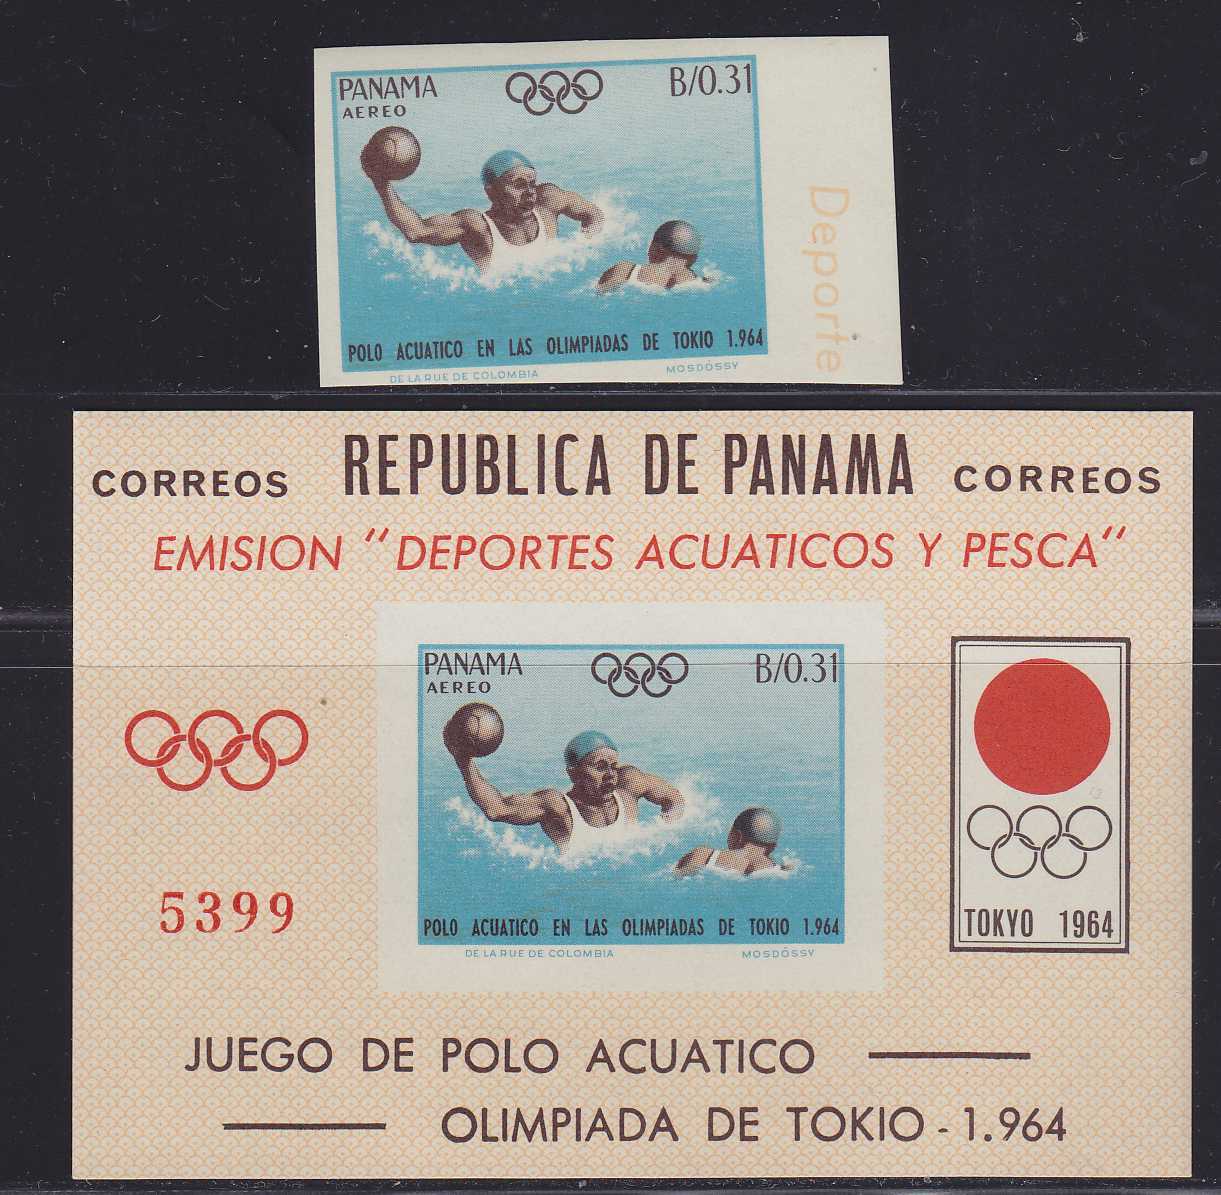 PANAMA B/0.31
AEREO
Deporte
POLO ACUATICO EN LAS OLIMPIADAS DE TOKIO 1.964
DE LA RUE DE COLOMBIA MOSDÓSSY
CORREOS REPUBLICA DE PANAMA CORREOS
EMISION "DEPORTES ACUATICOS Y PESCA"
PANAMA B/0.31
AEREO
5399
POLO ACUATICO EN LAS OLIMPIADAS DE TOKIO 1.964
DE LA RUE DE COLOMBIA MOSDÓSSY
TOKYO 1964
JUEGO DE POLO ACUATICO
OLIMPIADA DE TOKIO - 1.964